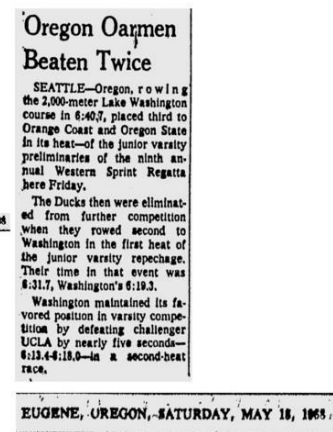 Oregon Oarmen
Beaten Twice
SEATTLE—Oregon, rowing
the 2,000-meter Lake Washington
course in 6:40,7, placed third to
Orange Coast and Oregon State
in its heat—of the junior varsity
preliminaries of the ninth an-
nual Western Sprint Regatta
here Friday.
The Ducks then were eliminat-
ed from further competition
when they rowed second to
Washington in the first heat of
the junior varsity repechage.
Their time in that event was
6:31.7, Washington's 6:19.3.
Washington maintained its fa-
vored position in varsity compe-
tition by defeating challenger
UCLA by nearly five seconds—
6:13.4-6:18.0—in a second-heat
race.
EUGENE, OREGON, SATURDAY, MAY 18, 1968,